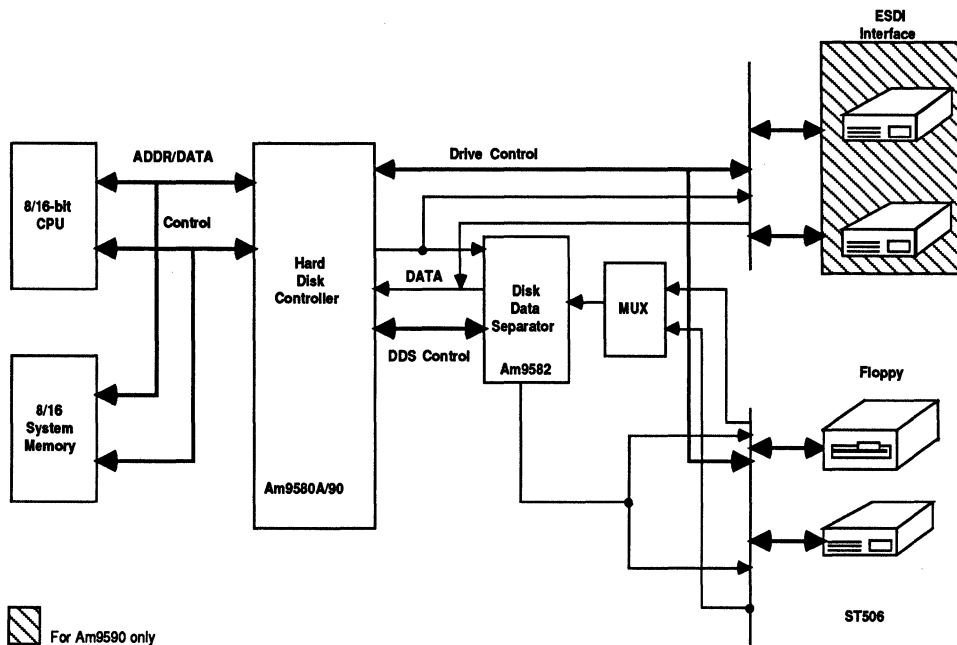 ESDI
Interface
ADDR/DATA
Drive Control
8/16-bit
CPU
Control
Hard
Disk
Controller
DATA
Disk
Data
Separator
MUX
DDS Control
Am9582
Floppy
8/16
System
Memory
Am9580A/90
ST506
For Am9590 only